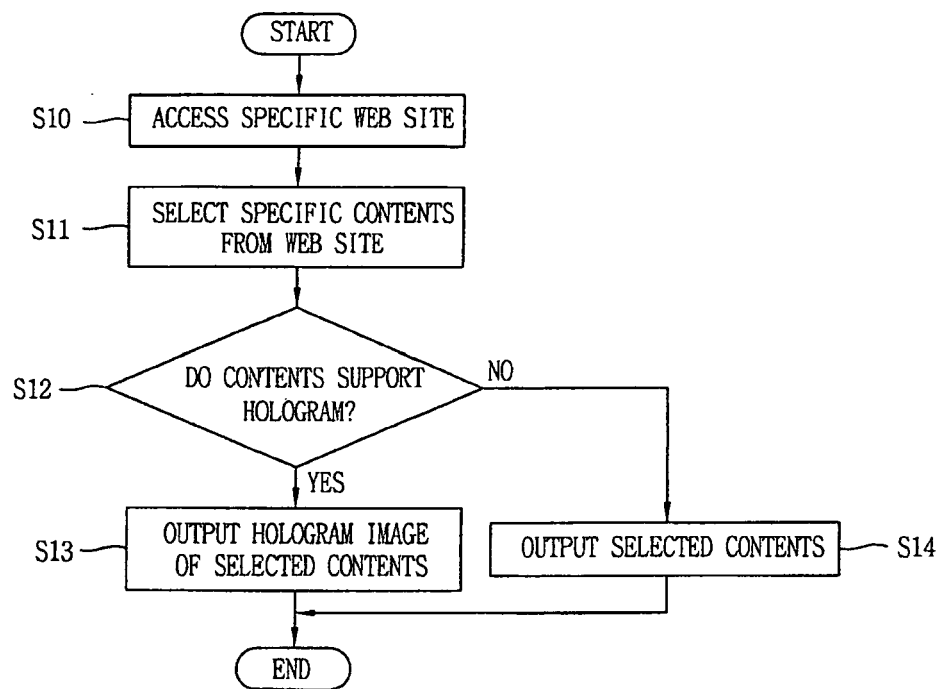 START
S10
ACCESS SPECIFIC WEB SITE
S11
SELECT SPECIFIC CONTENTS
FROM WEB SITE
S12
DO CONTENTS SUPPORT
HOLOGRAM?
NO
YES
S13
OUTPUT HOLOGRAM IMAGE
OF SELECTED CONTENTS
OUTPUT SELECTED CONTENTS
S14
END